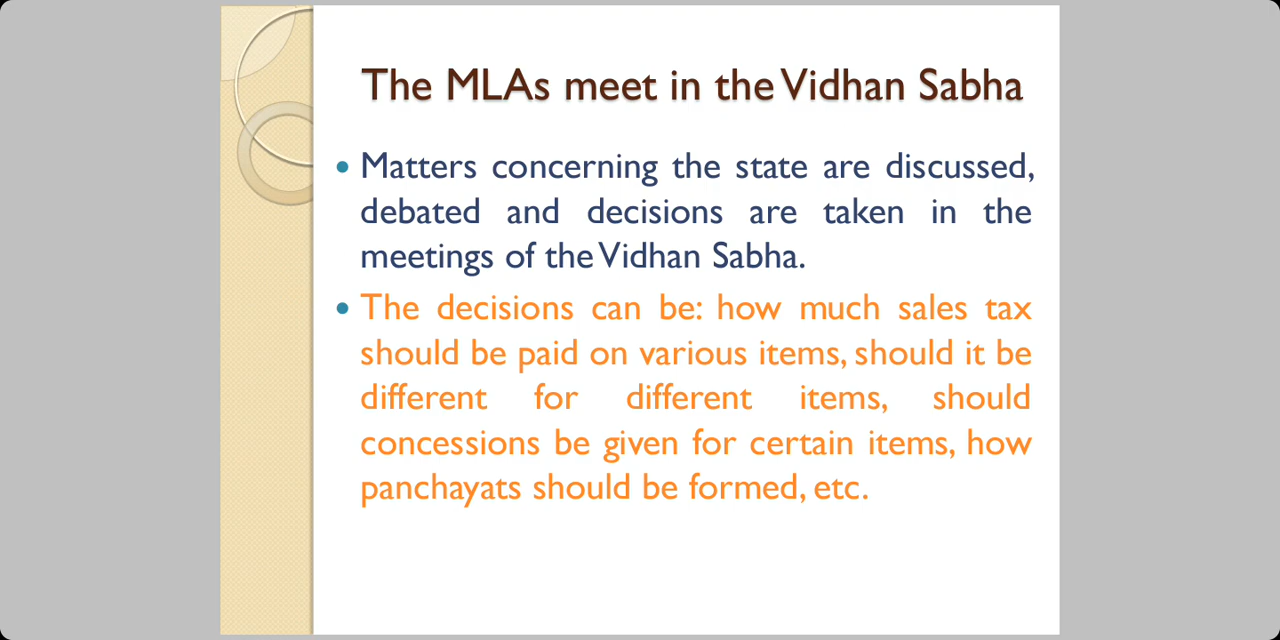 The MLAs meet in the Vidhan Sabha
• Matters concerning the state are discussed,
debated and decisions are taken in the
meetings of the Vidhan Sabha.
• The decisions can be: how much sales tax
should be paid on various items, should it be
different for different items, should
concessions be given for certain items, how
panchayats should be formed, etc.